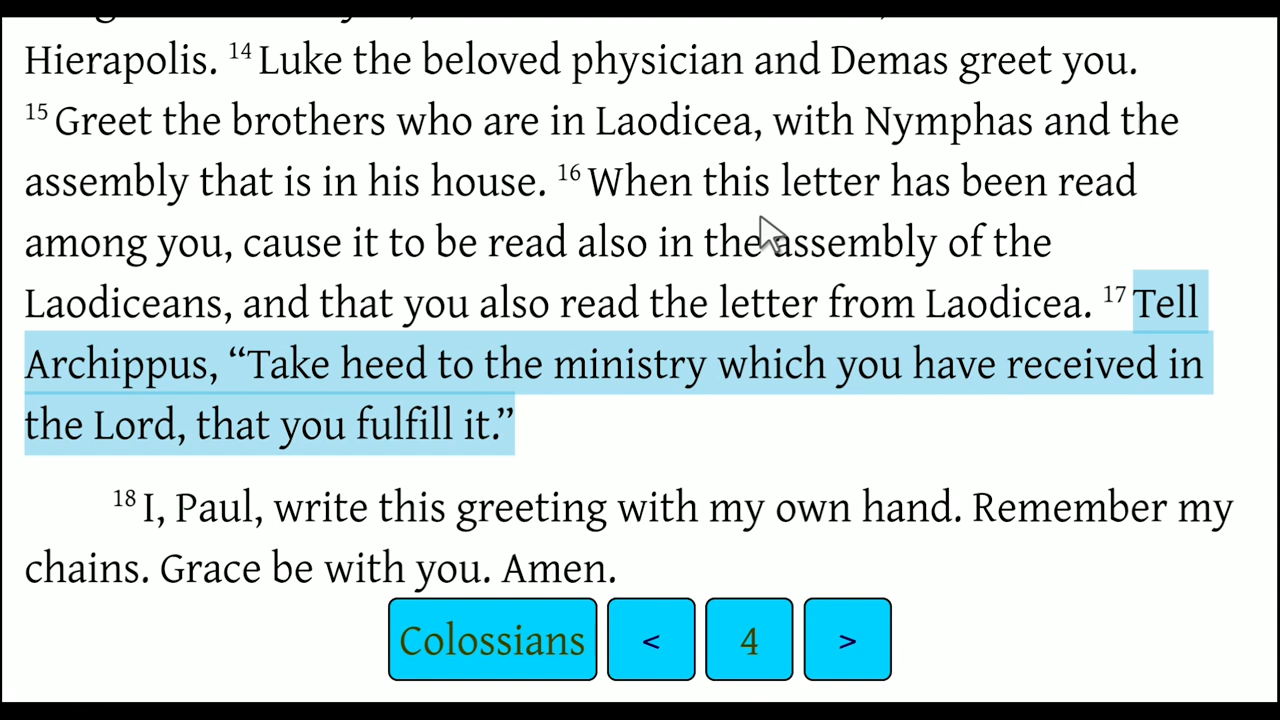 Hierapolis. 14 Luke the beloved physician and Demas greet you.
15 Greet the brothers who are in Laodicea, with Nymphas and the
assembly that is in his house. 16 When this letter has been read
among you, cause it to be read also in the assembly of the
Laodiceans, and that you also read the letter from Laodicea. 17 Tell
Archippus, “Take heed to the ministry which you have received in
the Lord, that you fulfill it.”
18 I, Paul, write this greeting with my own hand. Remember my
chains. Grace be with you. Amen.
Colossians < 4 >